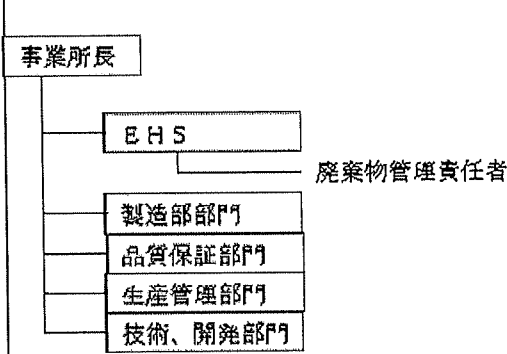 事業所長
ＥＨＳ
廃棄物管理責任者
製造部部門
品質保証部門
生産管理部門
技術、開発部門